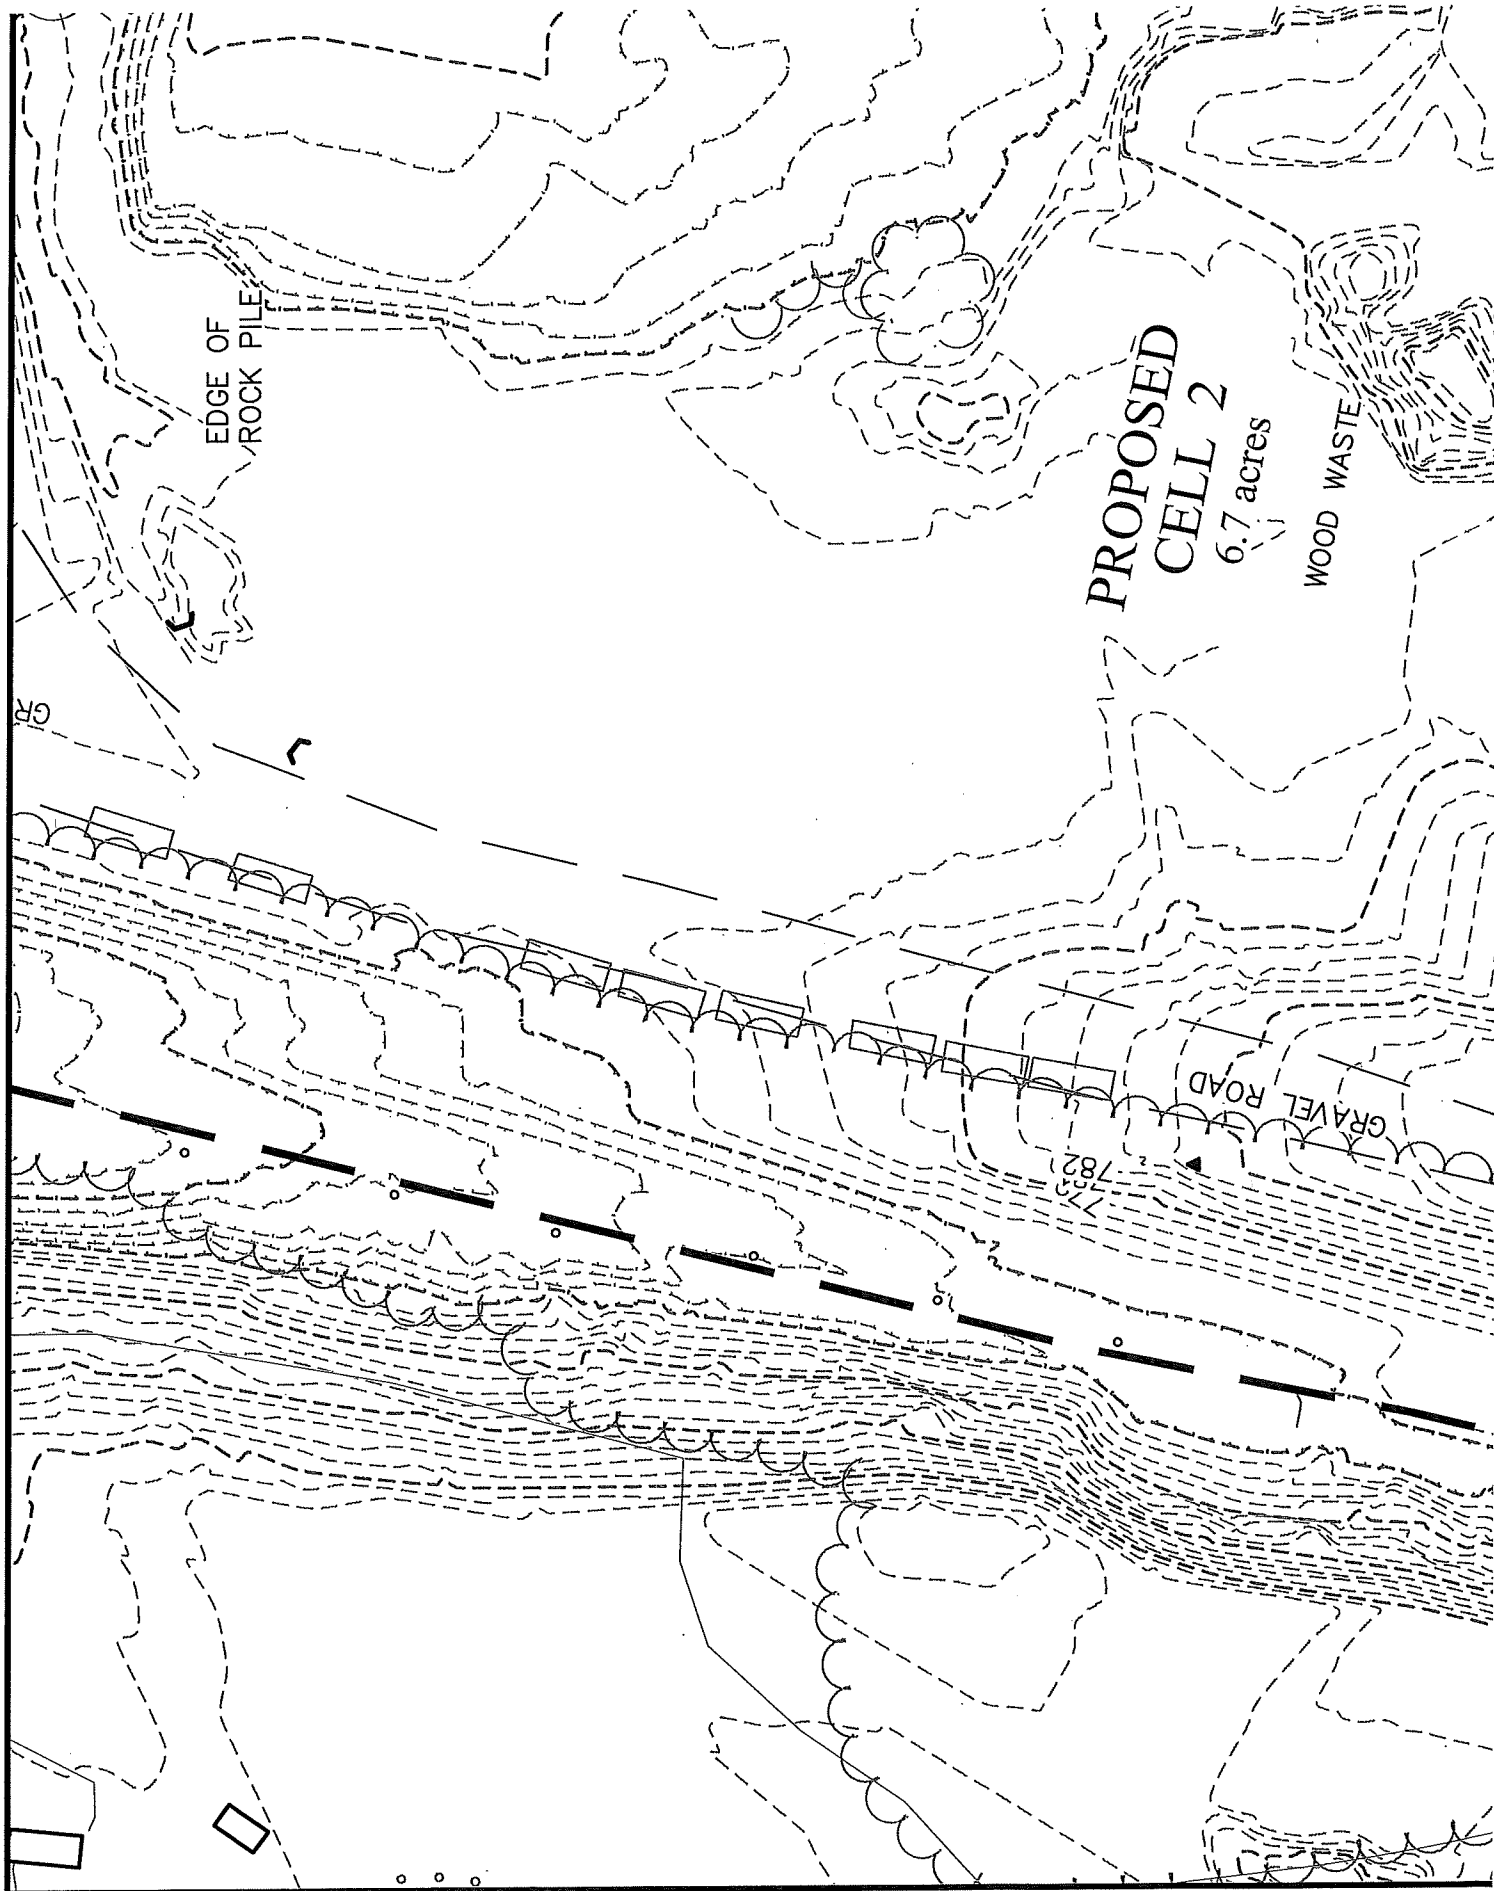 EDGE OF
ROCK PILE
PROPOSED
CELL 2
6.7 acres
WOOD WASTE
GR
GRAVEL ROAD
782